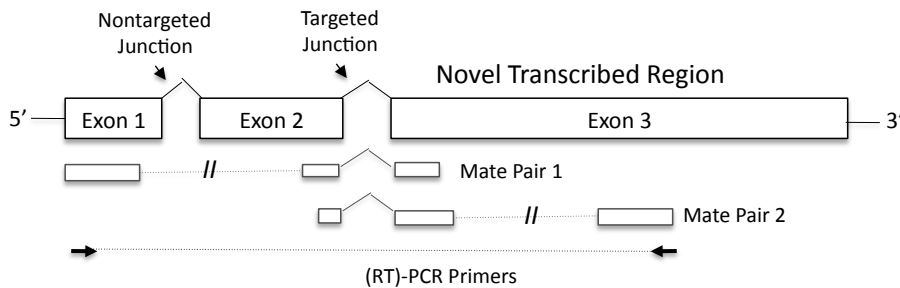 Nontargeted
Junction
Targeted
Junction
Novel Transcribed Region
5’
Exon 1
Exon 2
Exon 3
3’
//
Mate Pair 1
//
Mate Pair 2
(RT)-PCR Primers